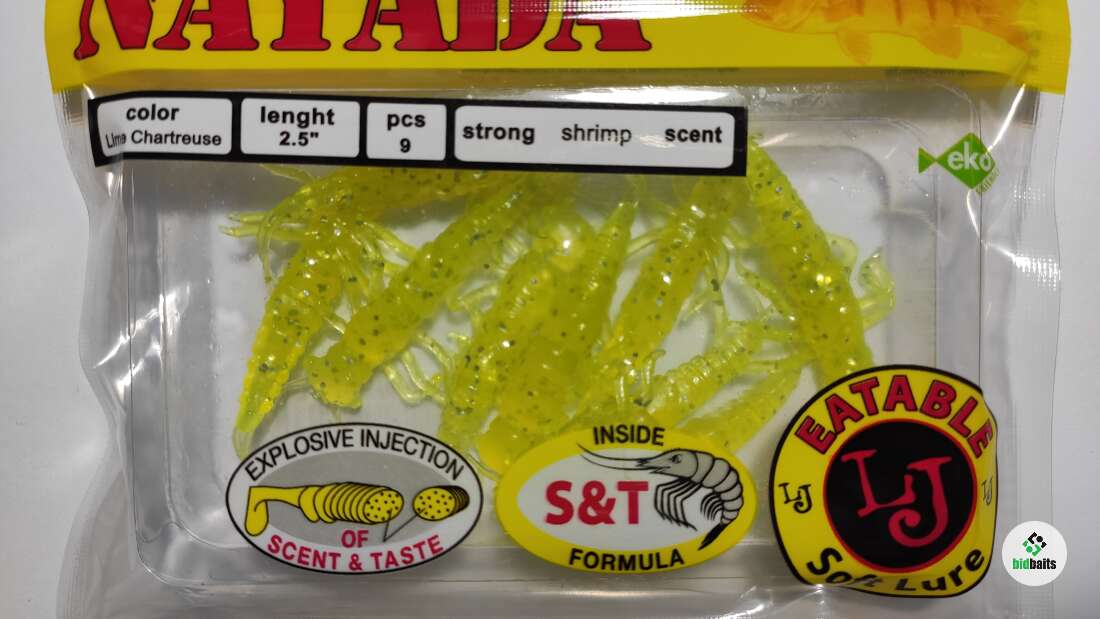 NAYADA
color
Lime Chartreuse
lenght
2.5"
pcs
9
strong shrimp scent
eko
EXPLOSIVE INJECTION
OF
SCENT & TASTE
INSIDE
S&T
FORMULA
EATABLE
LJ
LJ
LJ
Soft Lure
bidbaits